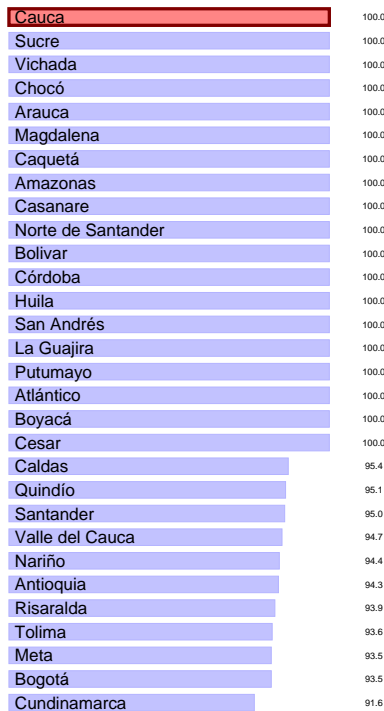 Cauca 100.0
Sucre 100.0
Vichada 100.0
Chocó 100.0
Arauca 100.0
Magdalena 100.0
Caquetá 100.0
Amazonas 100.0
Casanare 100.0
Norte de Santander 100.0
Bolivar 100.0
Córdoba 100.0
Huila 100.0
San Andrés 100.0
La Guajira 100.0
Putumayo 100.0
Atlántico 100.0
Boyacá 100.0
Cesar 100.0
Caldas 95.4
Quindío 95.1
Santander 95.0
Valle del Cauca 94.7
Nariño 94.4
Antioquia 94.3
Risaralda 93.9
Tolima 93.6
Meta 93.5
Bogotá 93.5
Cundinamarca 91.6